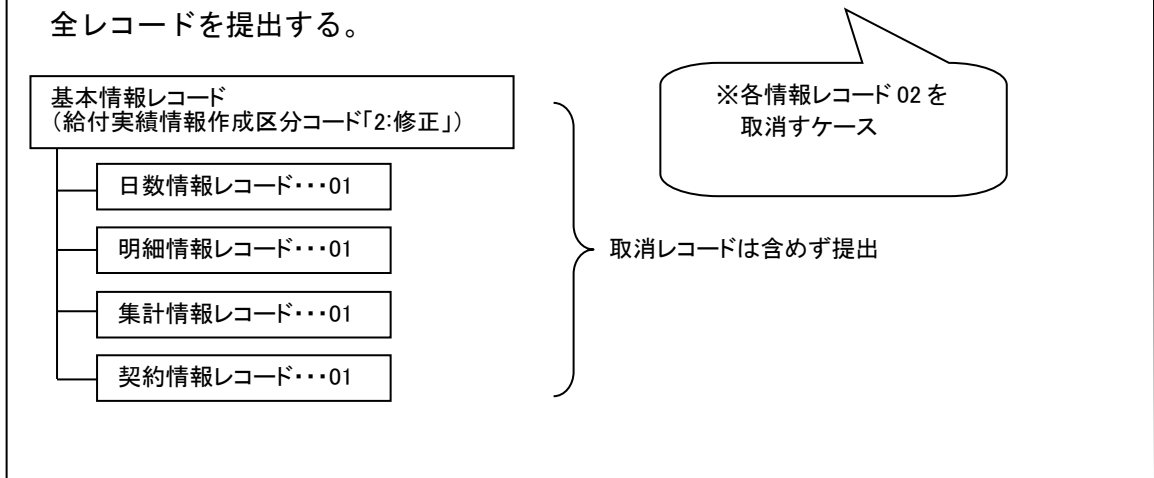 全レコードを提出する。
基本情報レコード
（給付実績情報作成区分コード「2:修正」）
※各情報レコード 02 を
取消すケース
日数情報レコード・・・01
明細情報レコード・・・01
取消レコードは含めず提出
集計情報レコード・・・01
契約情報レコード・・・01